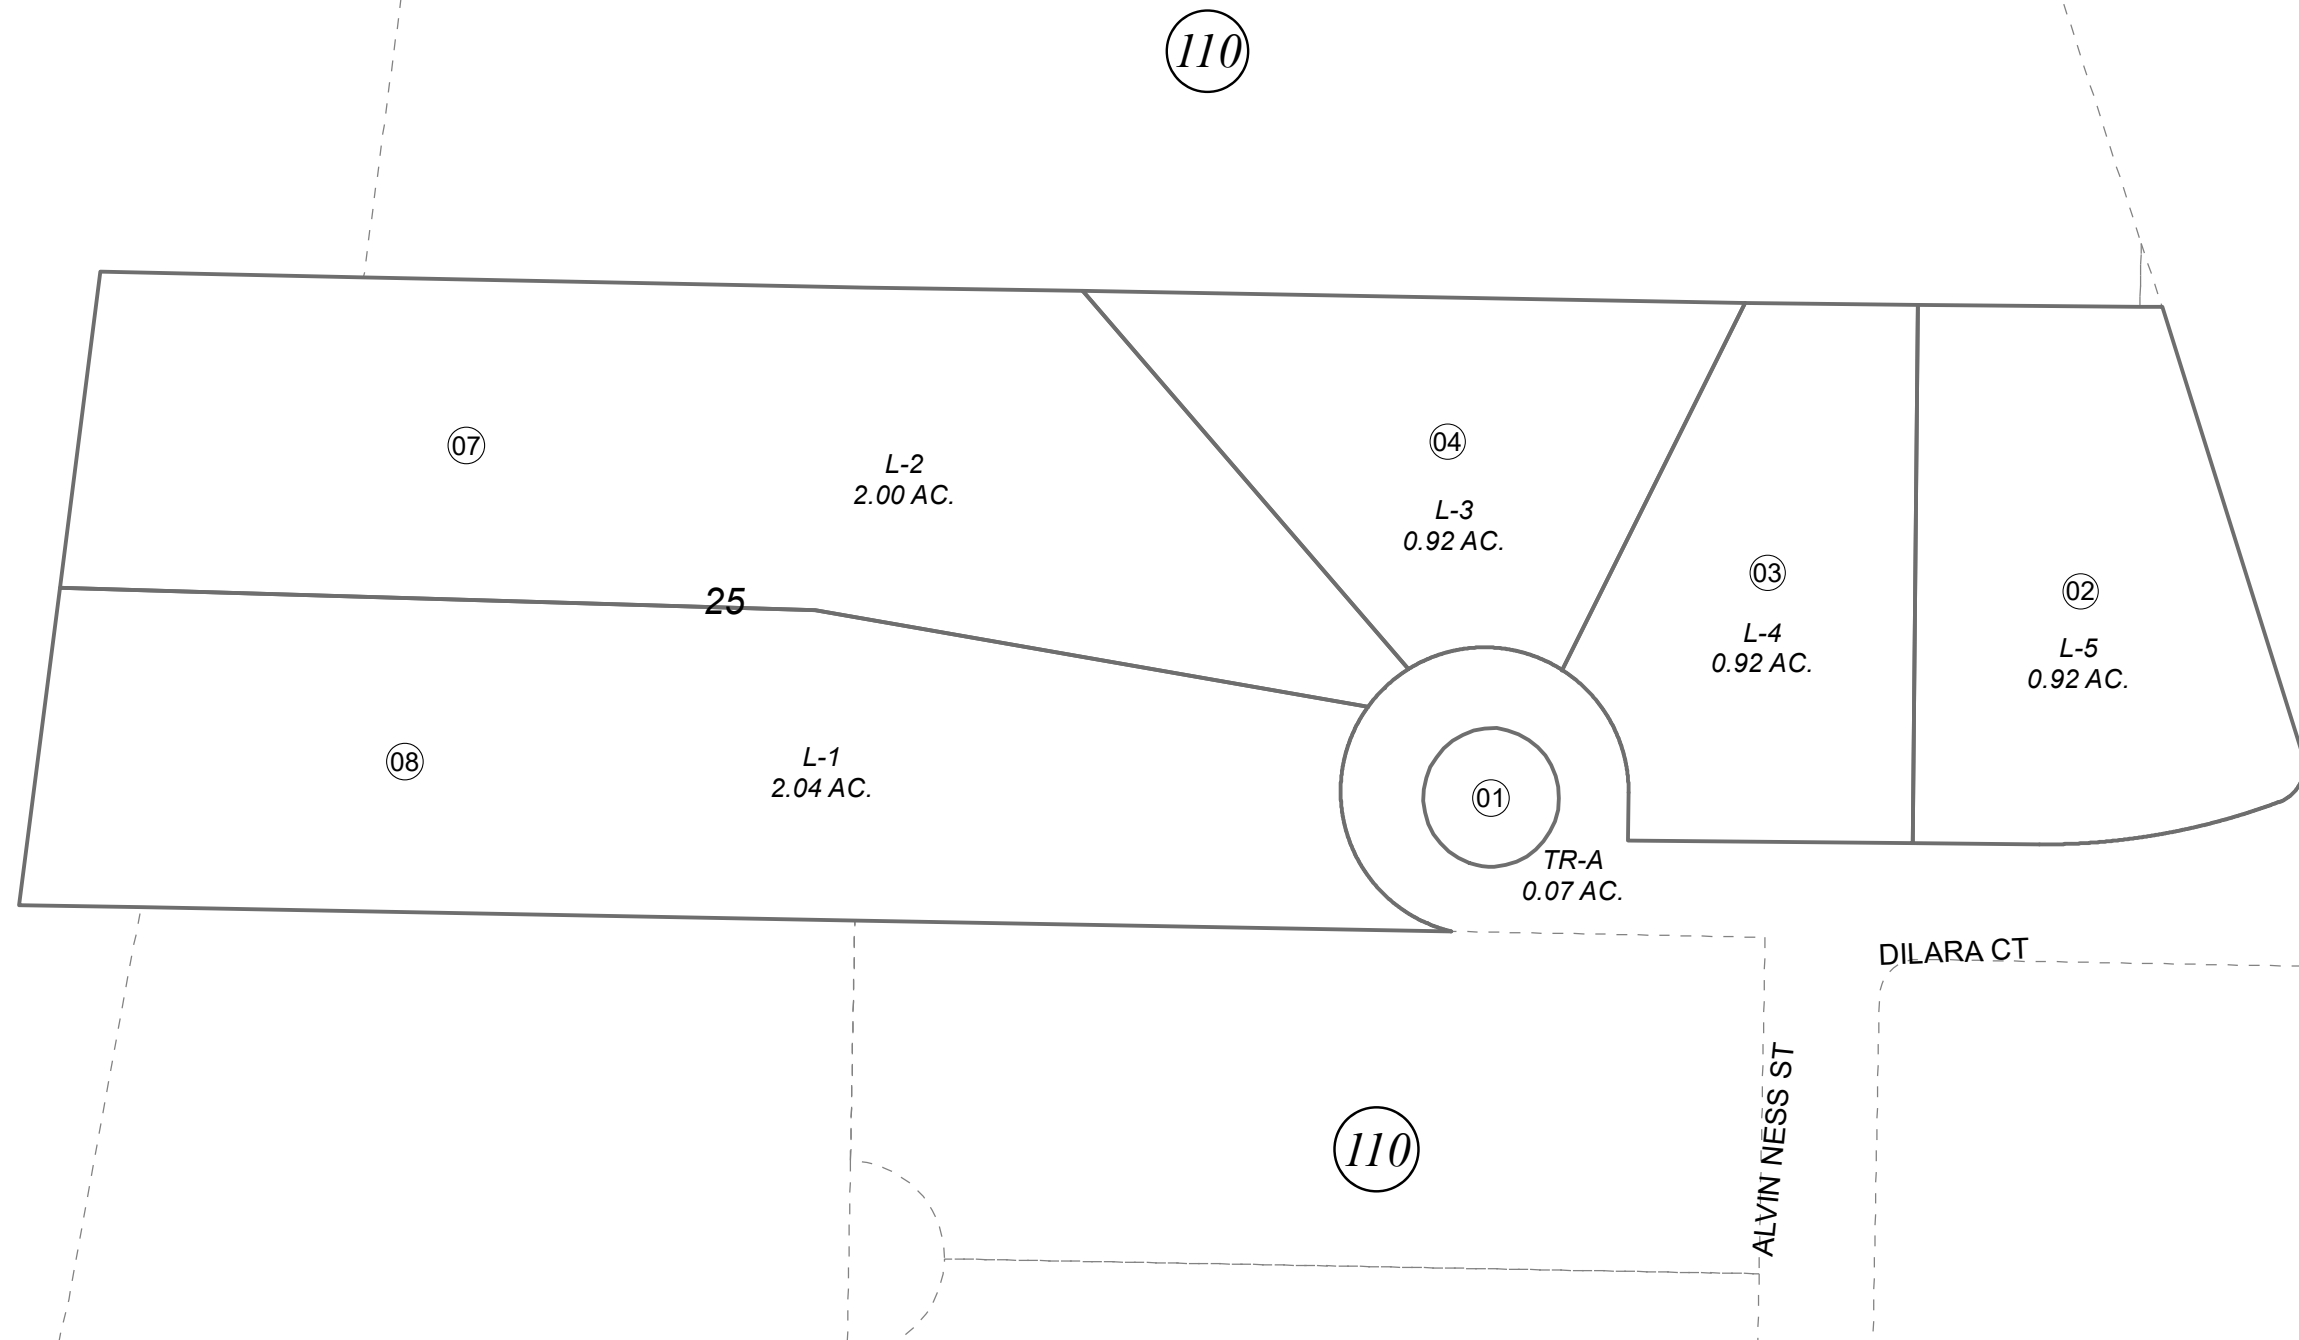 110
07
L-2
2.00 AC.
04
L-3
0.92 AC.
03
L-4
0.92 AC.
02
L-5
0.92 AC.
25
08
L-1
2.04 AC.
01
TR-A
0.07 AC.
DILARA CT
ALVIN NESS ST
110